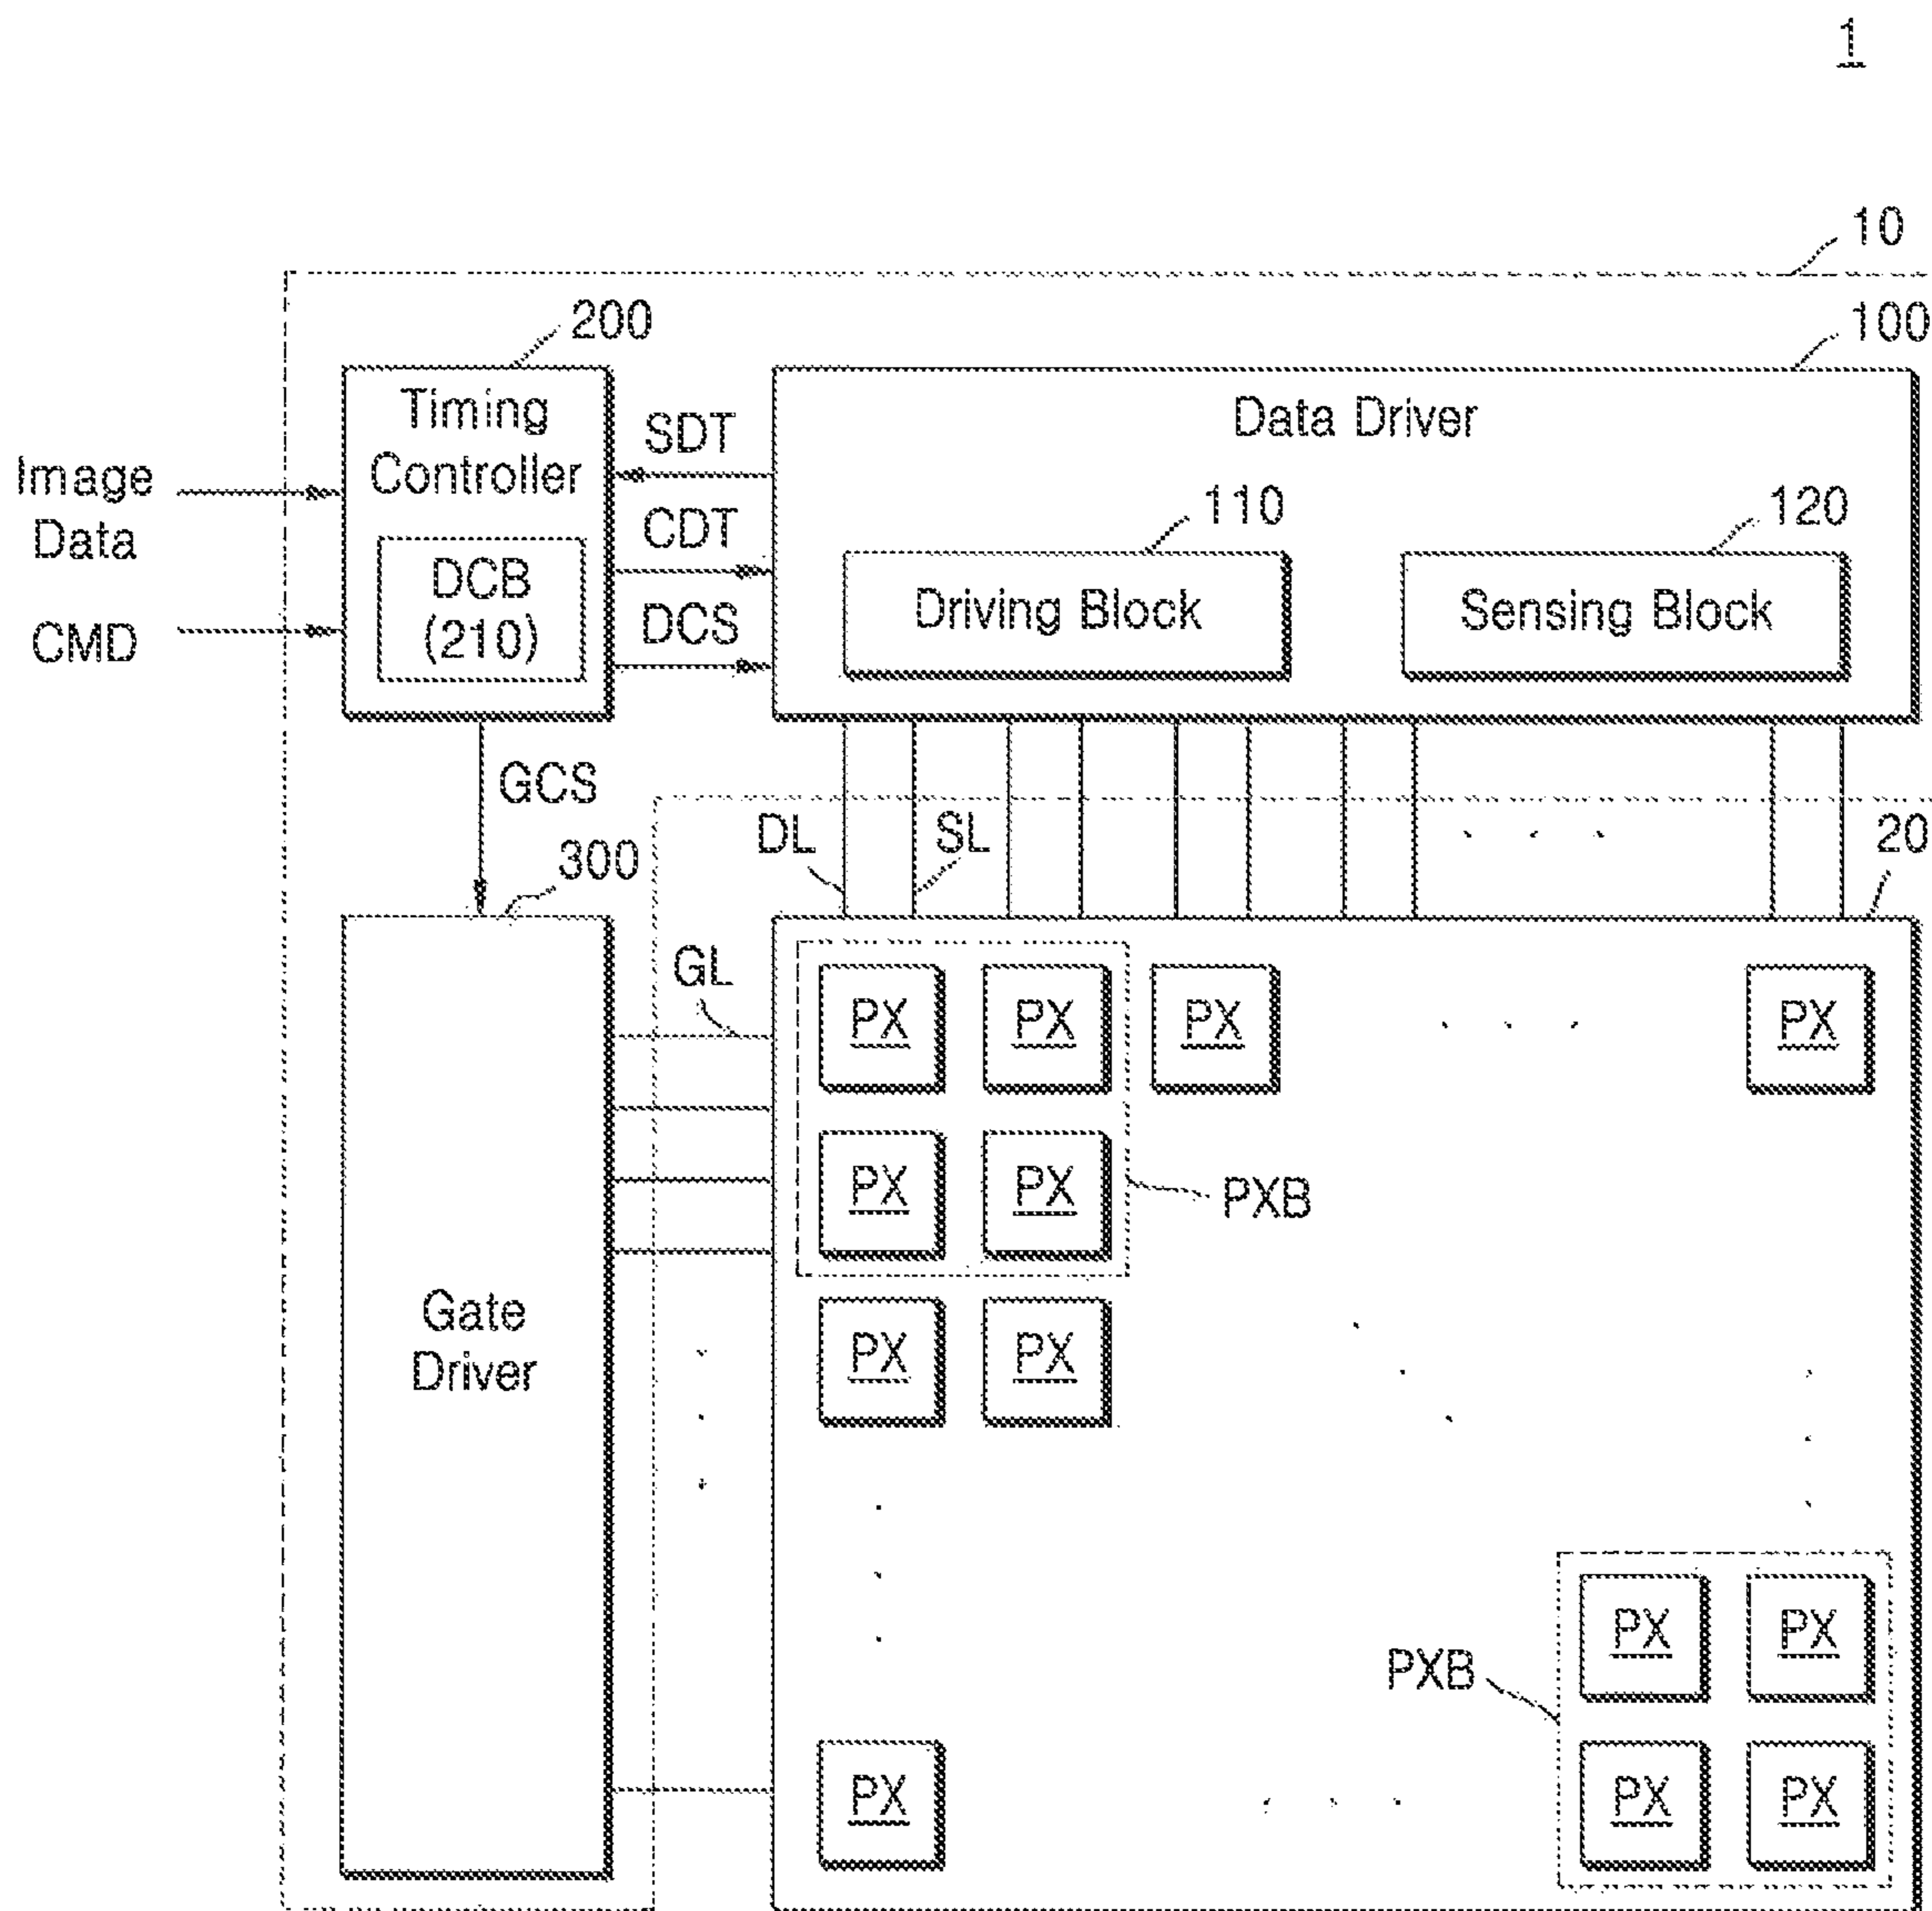 1
10
200
100
Timing
Controller
SDT
Data Driver
Image
Data
CDT
110
120
DCB
(210)
Driving Block
Sensing Block
CMD
DCS
GCS
DL
SL
20
300
GL
PX
PX
PX
PX
PX
PX
PXB
Gate
Driver
PX
PX
PX
PX
PXB
PX
PX
PX